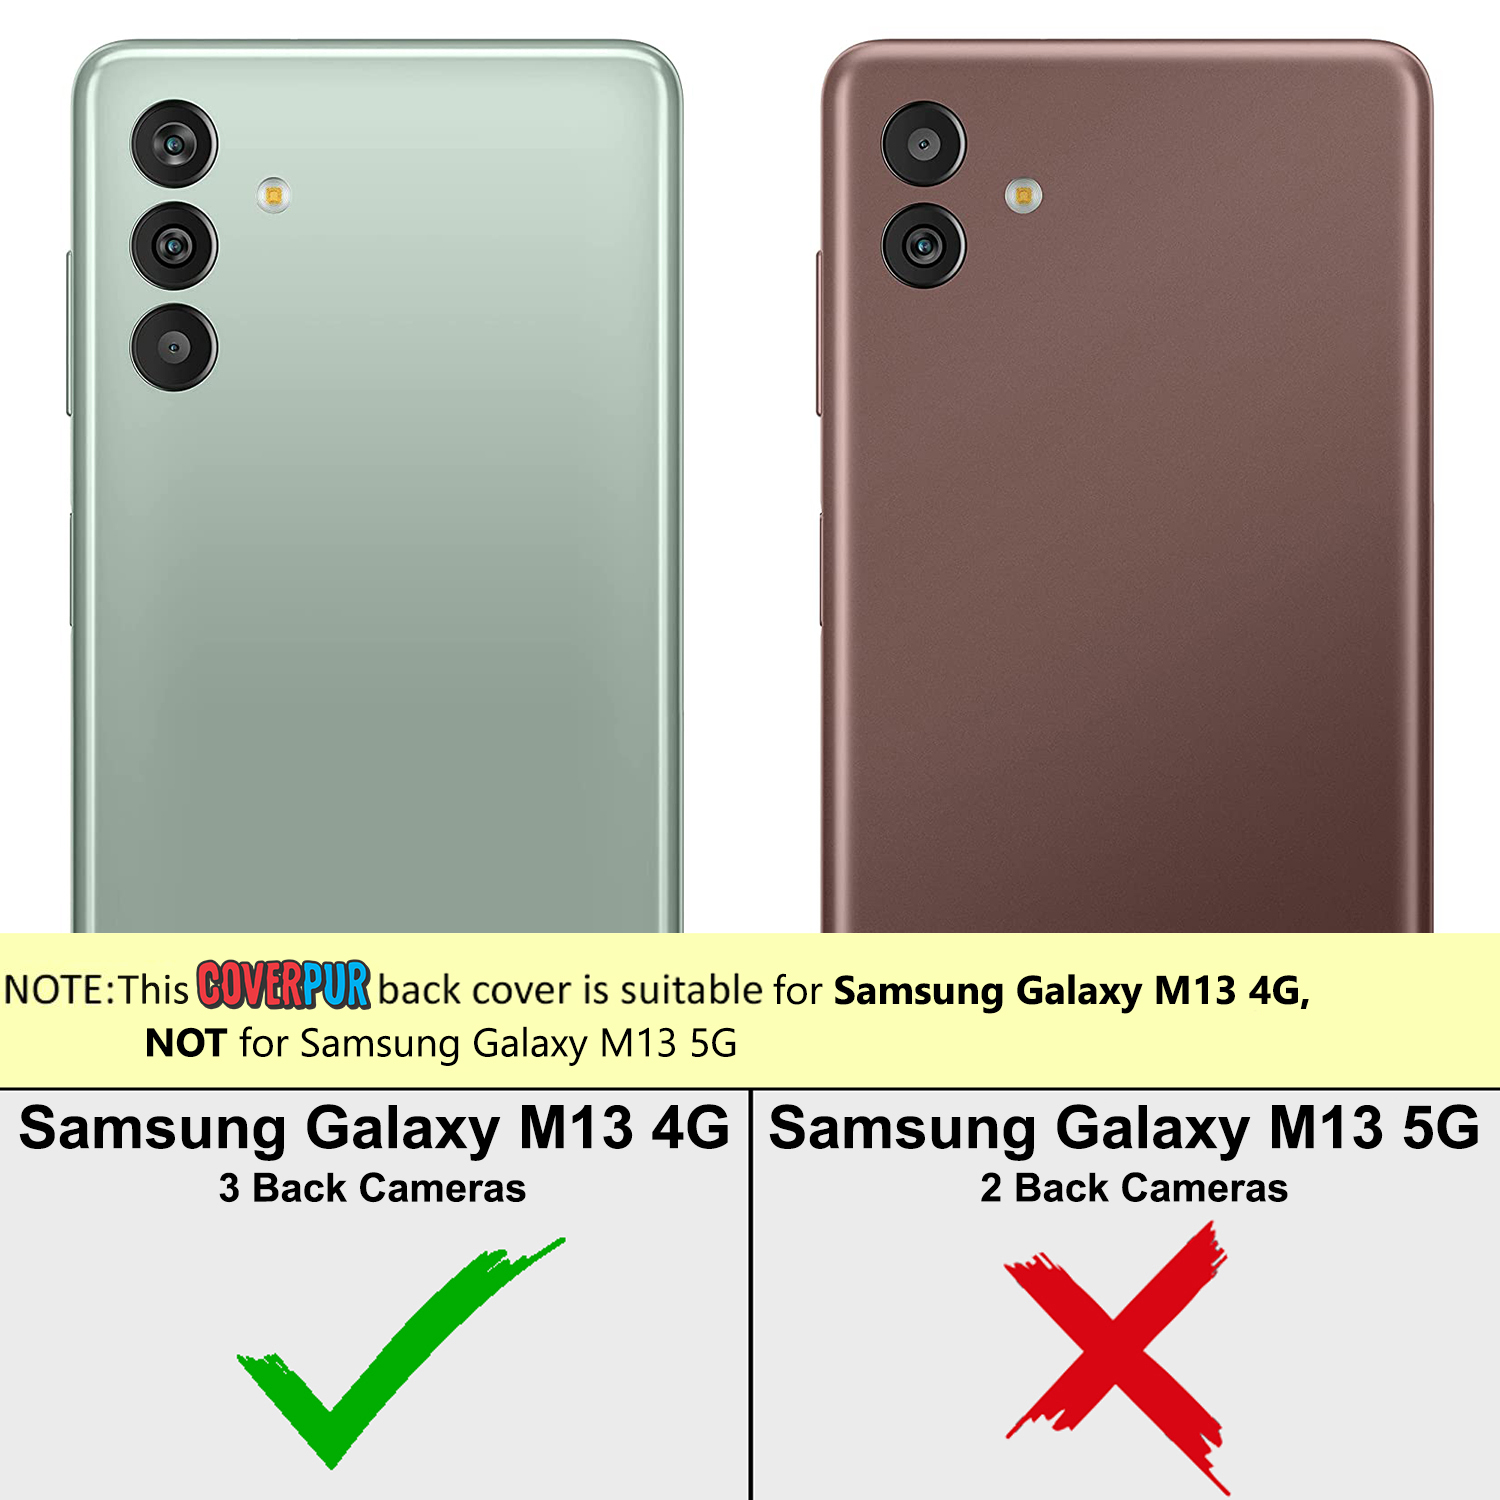 NOTE: This COVERPUR back cover is suitable for Samsung Galaxy M13 4G,
NOT for Samsung Galaxy M13 5G
Samsung Galaxy M13 4G
3 Back Cameras
Samsung Galaxy M13 5G
2 Back Cameras